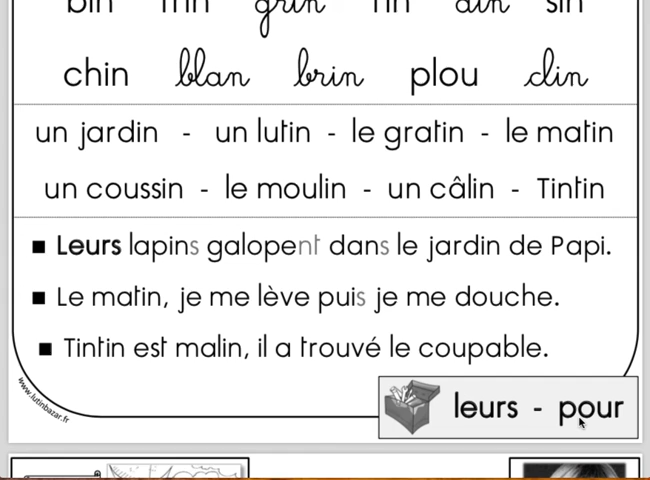 chin blan brin plou clin
un jardin - un lutin - le gratin - le matin
un coussin - le moulin - un câlin - Tintin
■ Leurs lapins galopent dans le jardin de Papi.
■ Le matin, je me lève puis je me douche.
■ Tintin est malin, il a trouvé le coupable.
www.lutinbazar.fr
leurs - pour